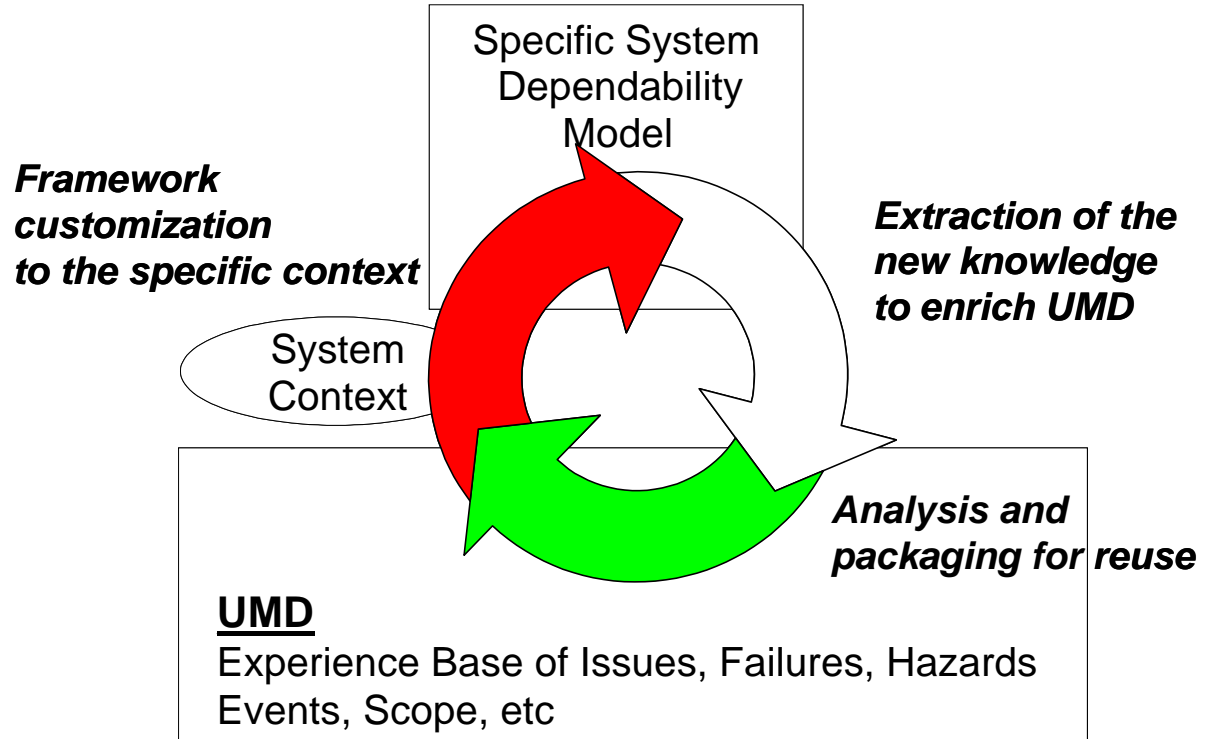 Specific System
Dependability
Model
Framework
customization
to the specific context
Extraction of the
new knowledge
to enrich UMD
System
Context
Analysis and
packaging for reuse
UMD
Experience Base of Issues, Failures, Hazards
Events, Scope, etc